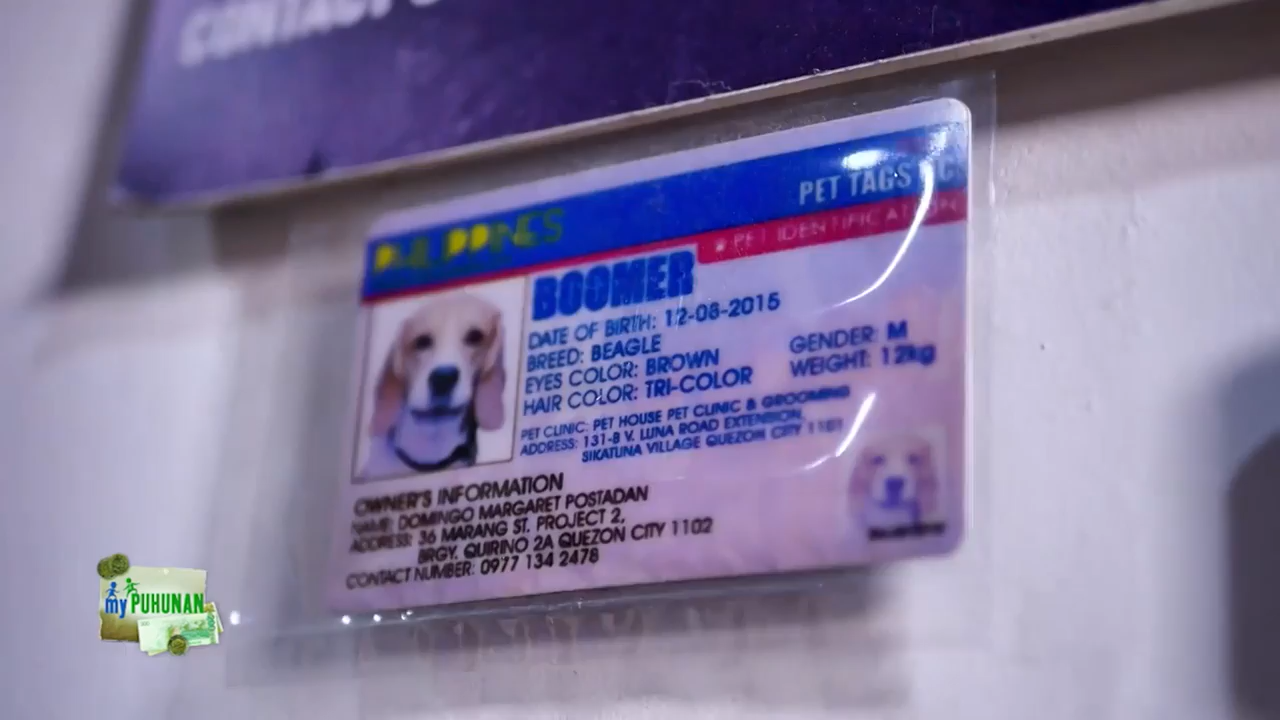 CONTACT
PHILIPPINES
PET TAGS
PET IDENTIFICATION
BOOMER
DATE OF BIRTH: 12-08-2015
BREED: BEAGLE
GENDER: M
EYES COLOR: BROWN
WEIGHT: 12kg
HAIR COLOR: TRI-COLOR
PET CLINIC: PET HOUSE PET CLINIC & GROOMING
ADDRESS: 131-B V. LUNA ROAD EXTENSION,
SIKATUNA VILLAGE QUEZON CITY 1101
OWNER'S INFORMATION
NAME: DOMINGO MARGARET POSTADAN
ADDRESS: 36 MARANG ST. PROJECT 2,
BRGY. QUIRINO 2A QUEZON CITY 1102
CONTACT NUMBER: 0977 134 2478
my PUHUNAN